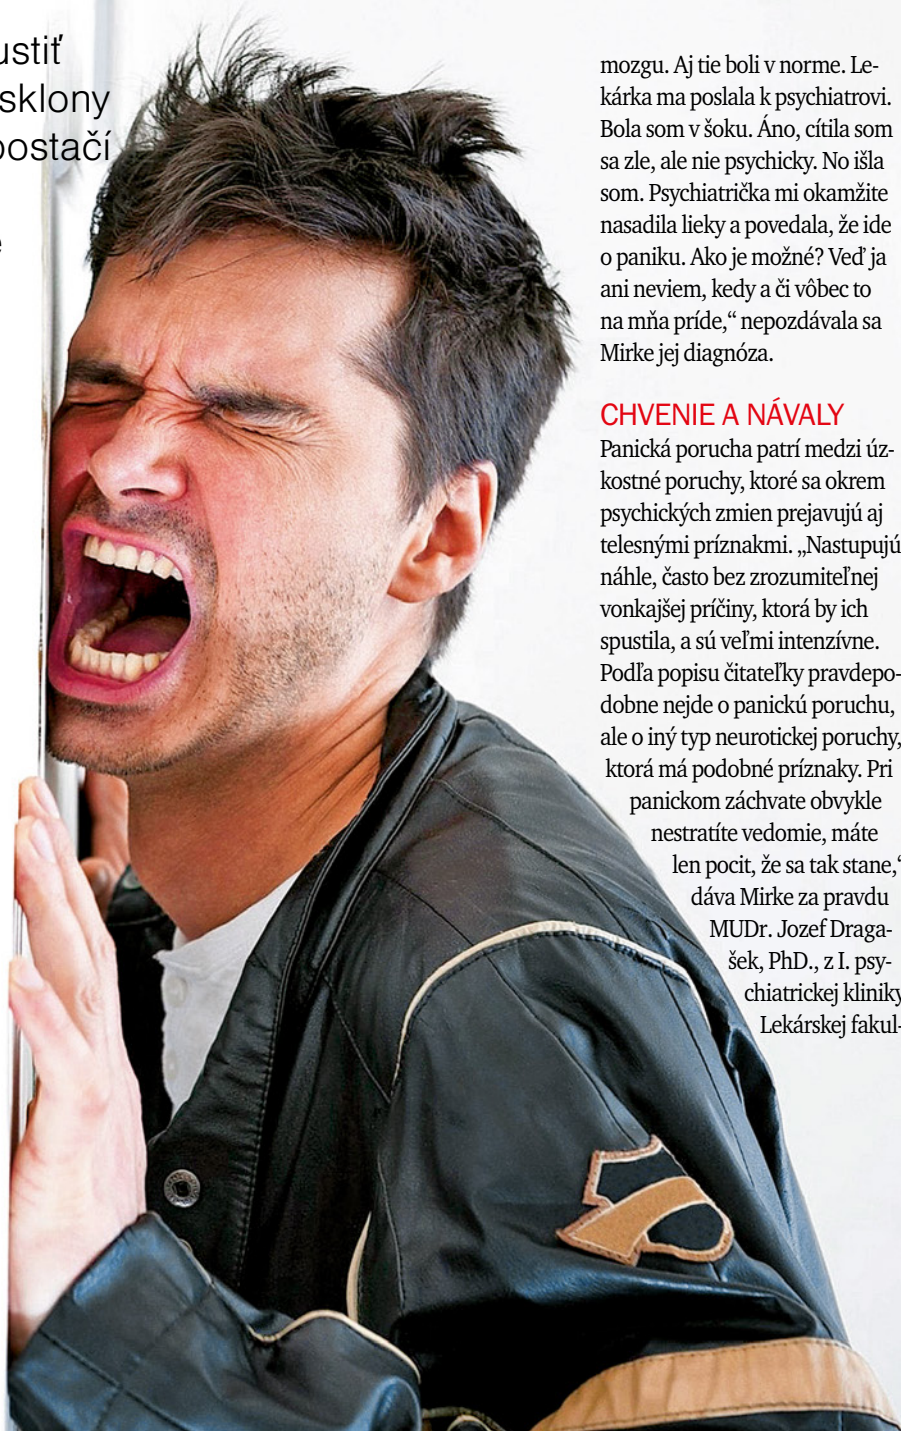 ustiť
sklony
postačí
mozgu. Aj tie boli v norme. Le-
kárka ma poslala k psychiatrovi.
Bola som v šoku. Áno, cítila som
sa zle, ale nie psychicky. No išla
som. Psychiatrička mi okamžite
nasadila lieky a povedala, že ide
o paniku. Ako je možné? Veď ja
ani neviem, kedy a či vôbec to
na mňa príde,“ nepozdávala sa
Mirke jej diagnóza.
CHVENIE A NÁVALY
Panická porucha patrí medzi úz-
kostné poruchy, ktoré sa okrem
psychických zmien prejavujú aj
telesnými príznakmi. „Nastupujú
náhle, často bez zrozumiteľnej
vonkajšej príčiny, ktorá by ich
spustila, a sú veľmi intenzívne.
Podľa popisu čitateľky pravdepo-
dobne nejde o panickú poruchu,
ale o iný typ neurotickej poruchy,
ktorá má podobné príznaky. Pri
panickom záchvate obvykle
nestratíte vedomie, máte
len pocit, že sa tak stane,“
dáva Mirke za pravdu
MUDr. Jozef Draga-
šek, PhD., z I. psy-
chiatrickej kliniky
Lekárskej fakul-